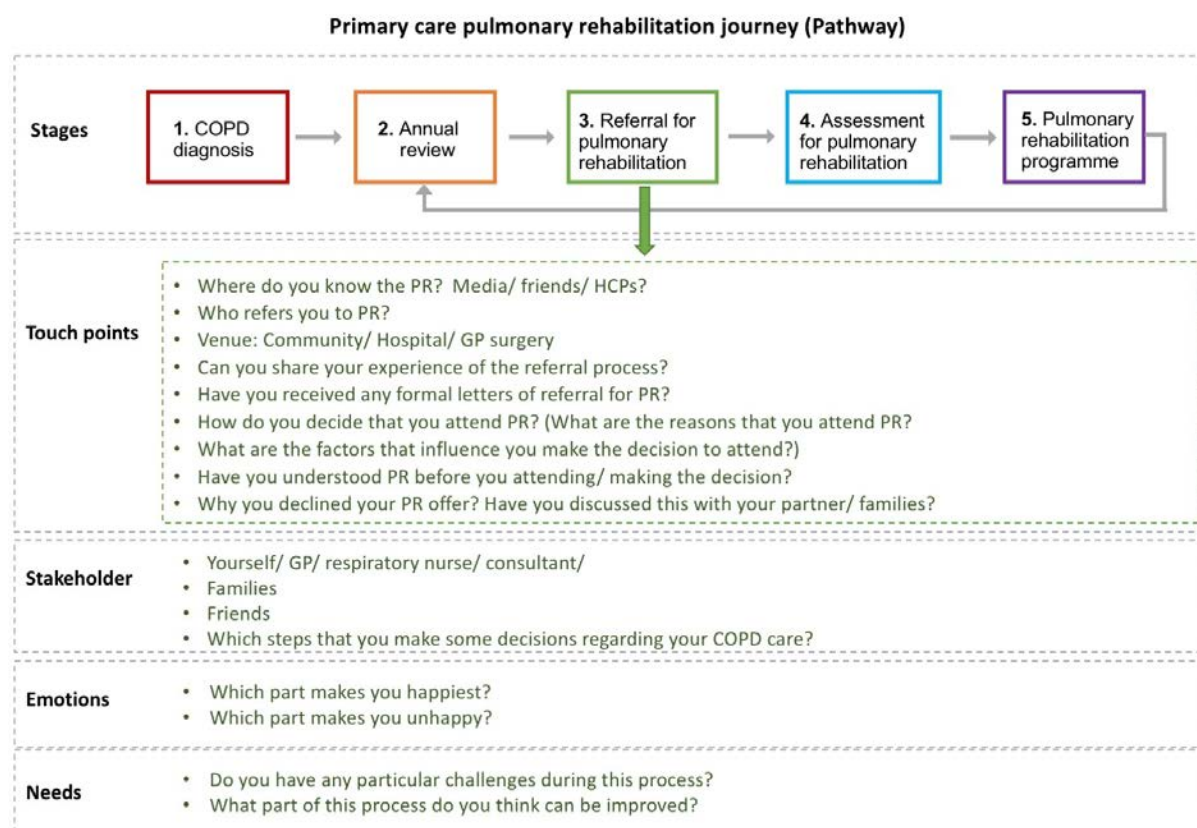 Primary care pulmonary rehabilitation journey (Pathway)
Stages
1. COPD
diagnosis
2. Annual
review
3. Referral for
pulmonary
rehabilitation
4. Assessment
for pulmonary
rehabilitation
5. Pulmonary
rehabilitation
programme
Touch points
• Where do you know the PR? Media/ friends/ HCPs?
• Who refers you to PR?
• Venue: Community/ Hospital/ GP surgery
• Can you share your experience of the referral process?
• Have you received any formal letters of referral for PR?
• How do you decide that you attend PR? (What are the reasons that you attend PR?
• What are the factors that influence you make the decision to attend?)
• Have you understood PR before you attending/ making the decision?
• Why you declined your PR offer? Have you discussed this with your partner/ families?
Stakeholder
• Yourself/ GP/ respiratory nurse/ consultant/
• Families
• Friends
• Which steps that you make some decisions regarding your COPD care?
Emotions
• Which part makes you happiest?
• Which part makes you unhappy?
Needs
• Do you have any particular challenges during this process?
• What part of this process do you think can be improved?